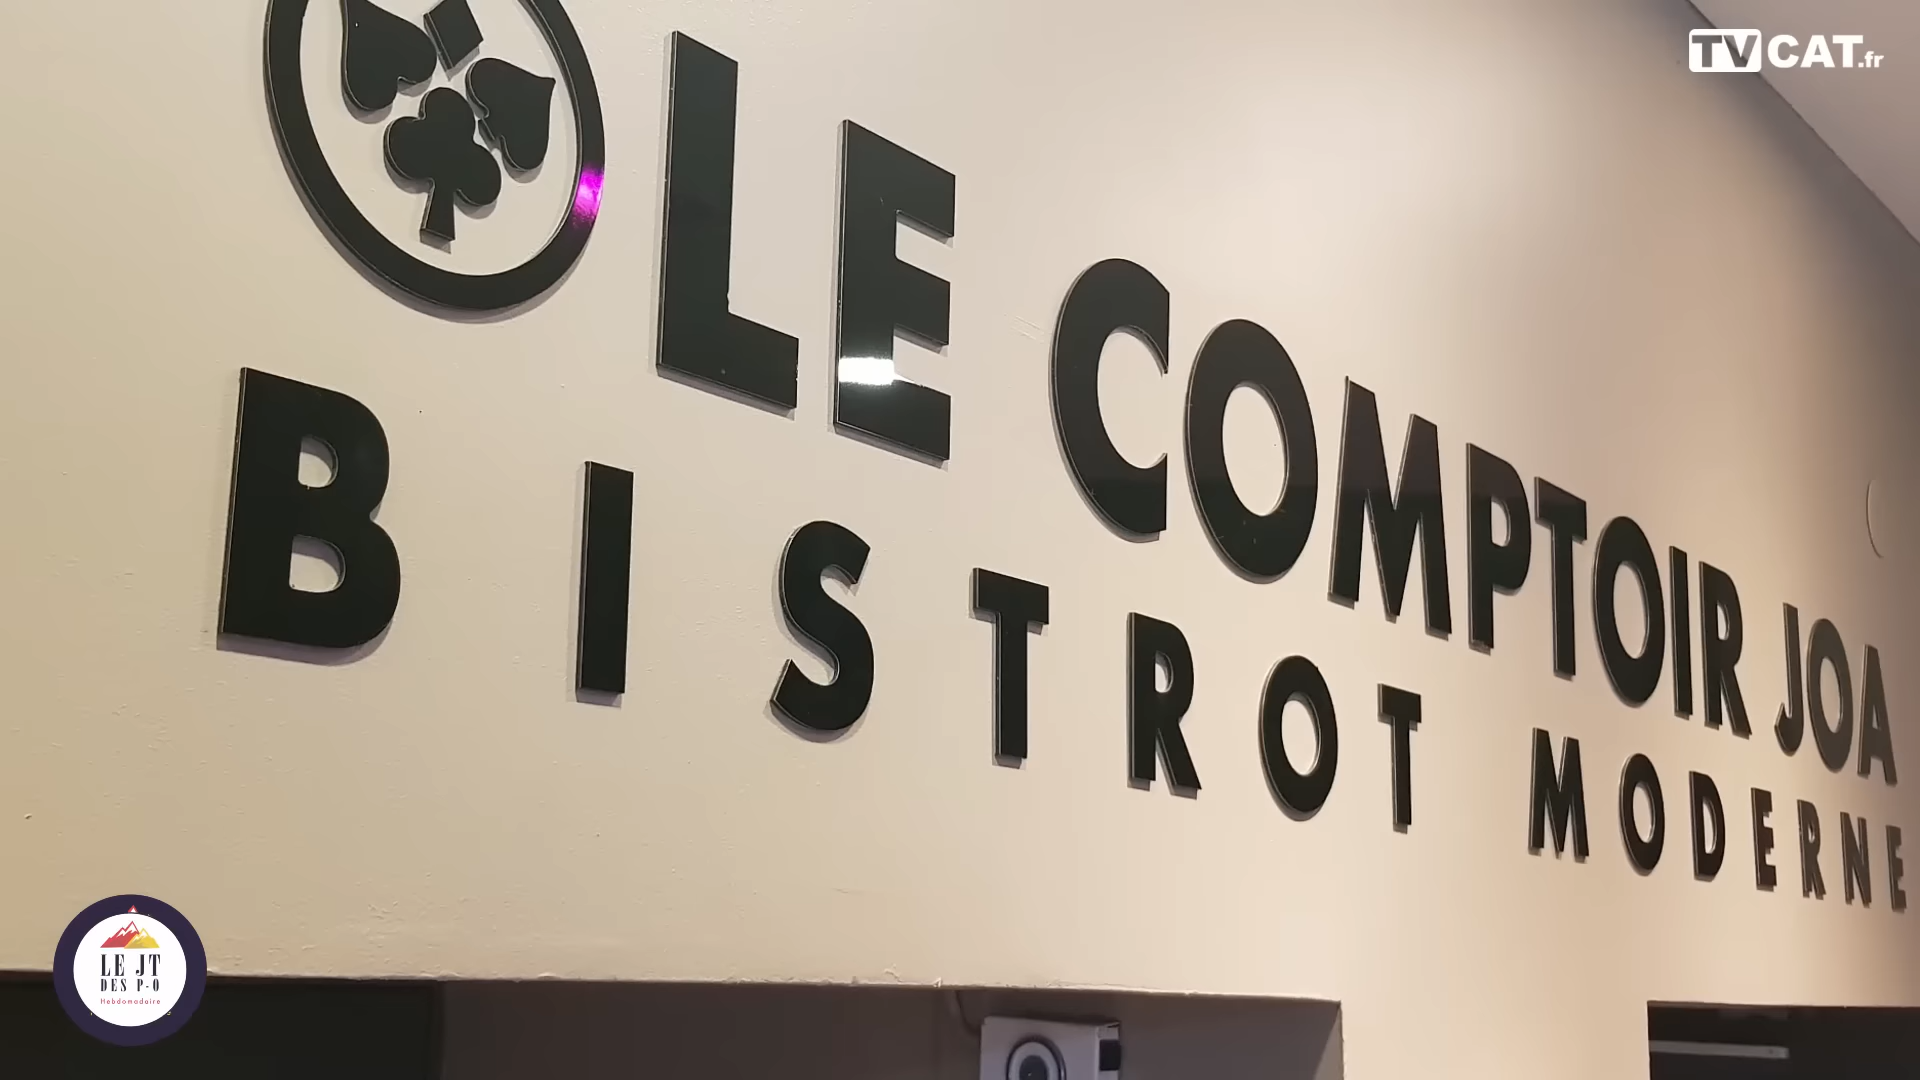 TVCAT.fr
LE COMPTOIR JOA
BISTROT MODERNE
LE JT
DES P-O
Hebdomadaire